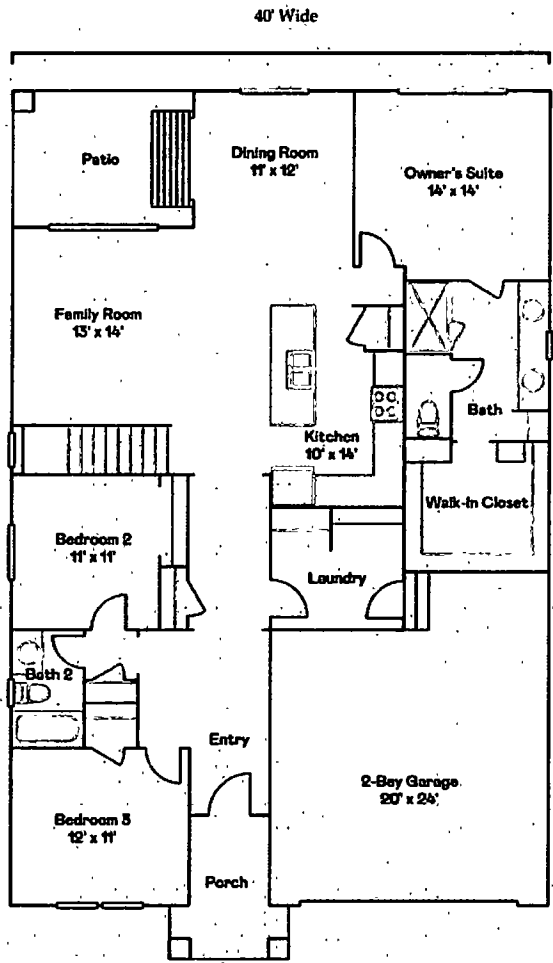 40' Wide
Patio
Dining Room
11' x 12'
Owner's Suite
14' x 14'
Family Room
13' x 14'
Kitchen
10' x 14'
Bath
Walk-In Closet
Bedroom 2
11' x 11'
Laundry
Bath 2
Entry
2-Bay Garage
20' x 24'
Bedroom 3
12' x 11'
Porch